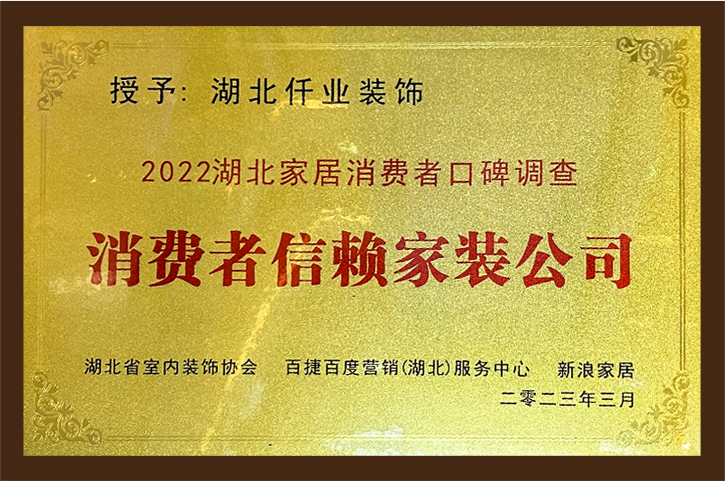 授予: 湖北仟业装饰
2022湖北家居消费者口碑调查
消费者信赖家装公司
湖北省室内装饰协会 百捷百度营销(湖北)服务中心 新浪家居
二零二三年三月